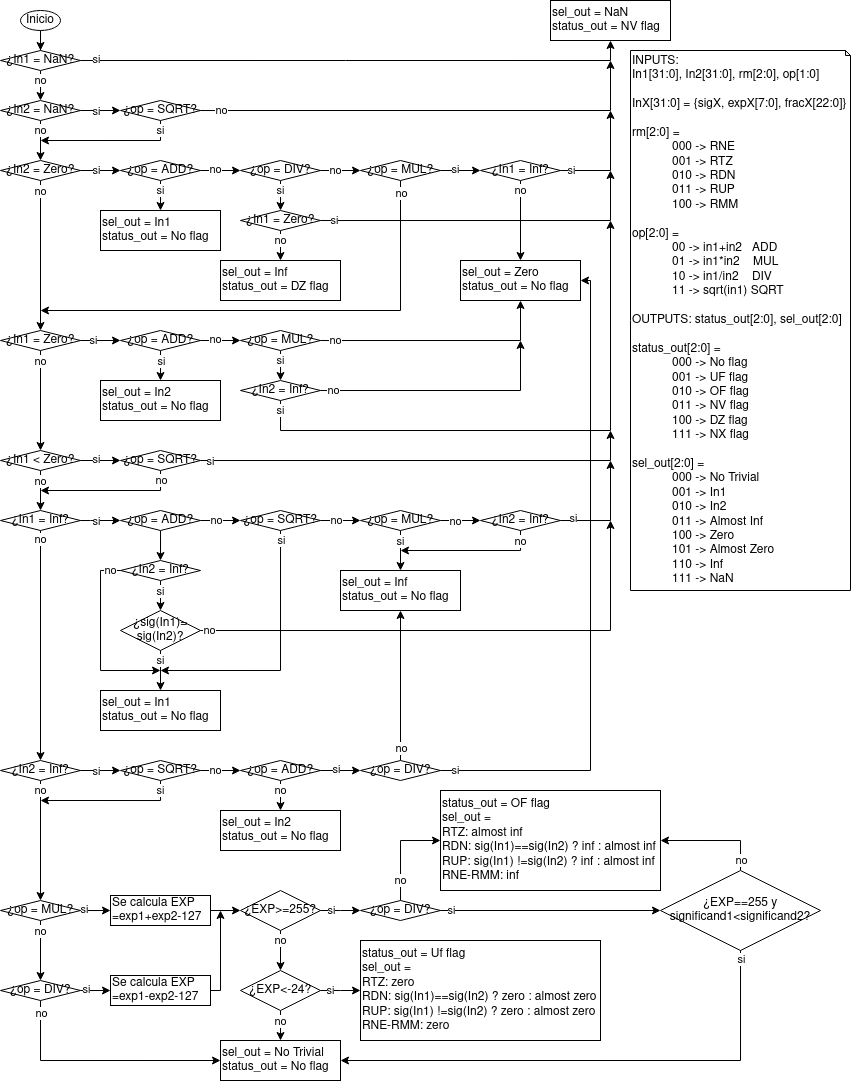 Inicio
sel_out = NaN
status_out = NV flag
¿In1 = NaN?
si
no
¿In2 = NaN?
¿op = SQRT?
no
no
si
¿In2 = Zero?
si
¿op = ADD?
no
¿op = DIV?
no
¿op = MUL?
si
¿In1 = Inf?
si
no
si
si
no
no
sel_out = In1
status_out = No flag
¿In1 = Zero?
si
no
sel_out = Inf
status_out = DZ flag
sel_out = Zero
status_out = No flag
¿In1 = Zero?
si
¿op = ADD?
no
¿op = MUL?
no
no
si
si
sel_out = In2
status_out = No flag
¿In2 = Inf?
no
si
¿In1 < Zero?
si
¿op = SQRT?
si
no
no
¿In1 = Inf?
si
¿op = ADD?
no
¿op = SQRT?
no
¿op = MUL?
no
¿In2 = Inf?
si
no
si
si
si
no
no
¿In2 = Inf?
si
sel_out = Inf
status_out = No flag
¿sig(In1)=
sig(In2)?
no
si
sel_out = In1
status_out = No flag
no
¿In2 = Inf?
si
¿op = SQRT?
no
¿op = ADD?
si
¿op = DIV?
si
no
si
no
sel_out = In2
status_out = No flag
status_out = OF flag
sel_out =
RTZ: almost inf
RDN: sig(In1)==sig(In2) ? inf : almost inf
RUP: sig(In1) !=sig(In2) ? inf : almost inf
RNE-RMM: inf
no
no
¿op = MUL?
si
Se calcula EXP
=exp1+exp2-127
¿EXP>=255?
si
¿op = DIV?
si
¿EXP==255 y
significand1<significand2?
no
no
si
¿op = DIV?
si
Se calcula EXP
=exp1-exp2-127
¿EXP<-24?
si
status_out = Uf flag
sel_out =
RTZ: zero
RDN: sig(In1)==sig(In2) ? zero : almost zero
RUP: sig(In1) !=sig(In2) ? zero : almost zero
RNE-RMM: zero
no
no
sel_out = No Trivial
status_out = No flag
INPUTS:
In1[31:0], In2[31:0], rm[2:0], op[1:0]
InX[31:0] = {sigX, expX[7:0], fracX[22:0]}
rm[2:0] =
000 -> RNE
001 -> RTZ
010 -> RDN
011 -> RUP
100 -> RMM
op[2:0] =
00 -> in1+in2 ADD
01 -> in1*in2 MUL
10 -> in1/in2 DIV
11 -> sqrt(in1) SQRT
OUTPUTS: status_out[2:0], sel_out[2:0]
status_out[2:0] =
000 -> No flag
001 -> UF flag
010 -> OF flag
011 -> NV flag
100 -> DZ flag
111 -> NX flag
sel_out[2:0] =
000 -> No Trivial
001 -> In1
010 -> In2
011 -> Almost Inf
100 -> Zero
101 -> Almost Zero
110 -> Inf
111 -> NaN